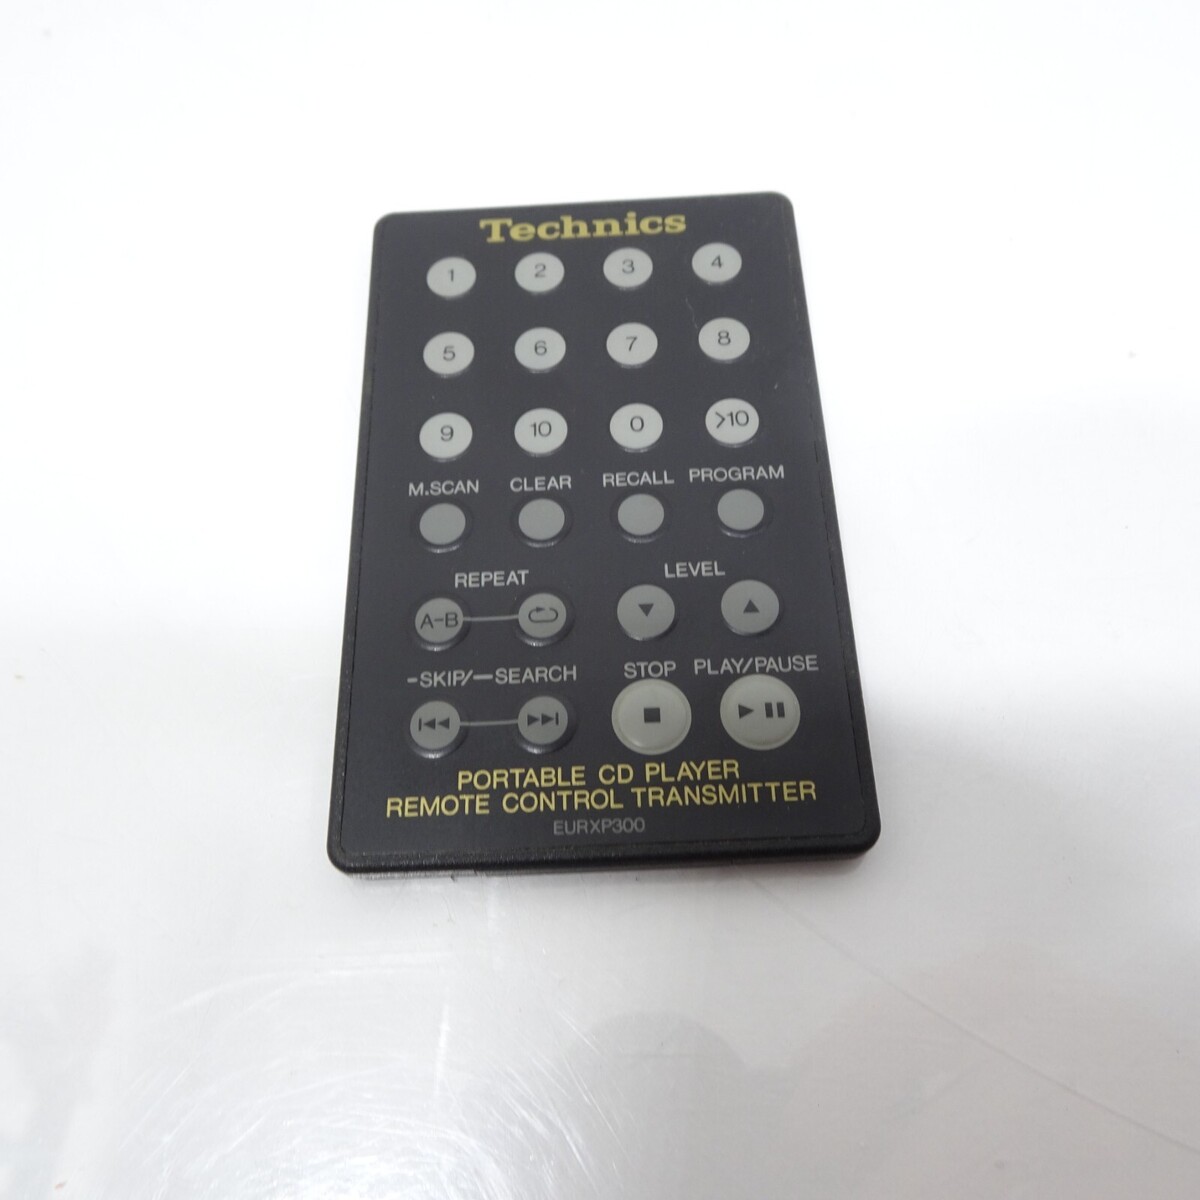 Technics
1 2 3 4
5 6 7 8
9 10 0 >10
M.SCAN CLEAR RECALL PROGRAM
REPEAT LEVEL
A-B
-SKIP/—SEARCH STOP PLAY/PAUSE
PORTABLE CD PLAYER
REMOTE CONTROL TRANSMITTER
EURXP300